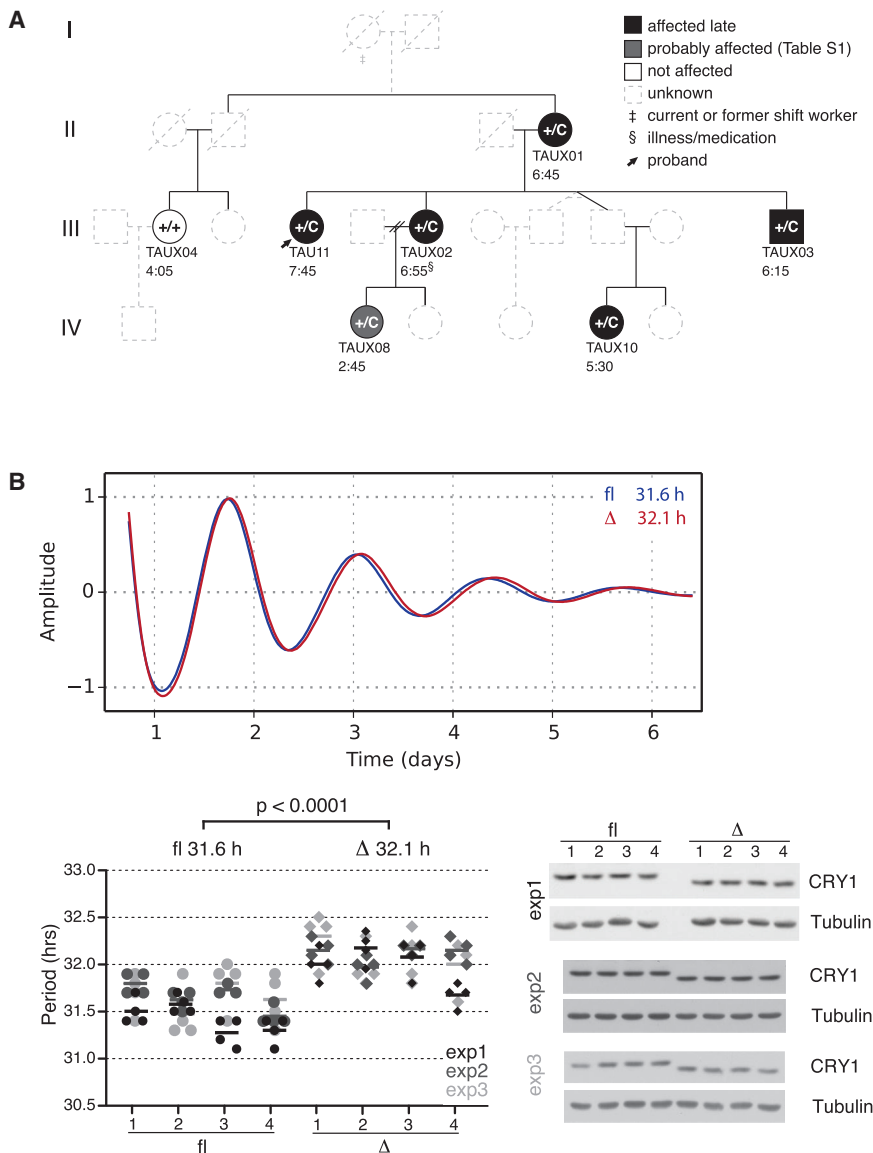 A
I
‡
affected late
probably affected (Table S1)
not affected
unknown
‡ current or former shift worker
§ illness/medication
proband
II
+/C
TAUX01
6:45
III
+/+
TAUX04
4:05
+/C
TAU11
7:45
+/C
TAUX02
6:55§
+/C
TAUX03
6:15
IV
+/C
TAUX08
2:45
+/C
TAUX10
5:30
B
fl 31.6 h
Δ 32.1 h
1
0
−1
Amplitude
1 2 3 4 5 6
Time (days)
p < 0.0001
fl 31.6 h Δ 32.1 h
33.0
32.5
32.0
31.5
31.0
30.5
Period (hrs)
exp1
exp2
exp3
1 2 3 4 1 2 3 4
fl Δ
fl Δ
1 2 3 4 1 2 3 4
exp1
CRY1
Tubulin
exp2
CRY1
Tubulin
exp3
CRY1
Tubulin